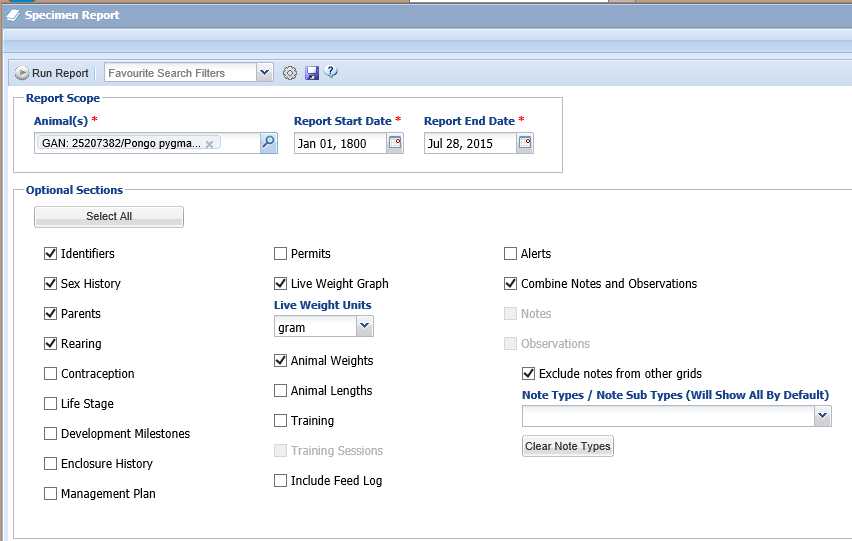 Specimen Report
Run Report
Favourite Search Filters
Report Scope
Animal(s) *
Report Start Date *
Report End Date *
GAN: 25207382/Pongo pygma...
Jan 01, 1800
Jul 28, 2015
Optional Sections
Select All
Identifiers
Sex History
Parents
Rearing
Contraception
Life Stage
Development Milestones
Enclosure History
Management Plan
Permits
Live Weight Graph
Live Weight Units
gram
Animal Weights
Animal Lengths
Training
Training Sessions
Include Feed Log
Alerts
Combine Notes and Observations
Notes
Observations
Exclude notes from other grids
Note Types / Note Sub Types (Will Show All By Default)
Clear Note Types